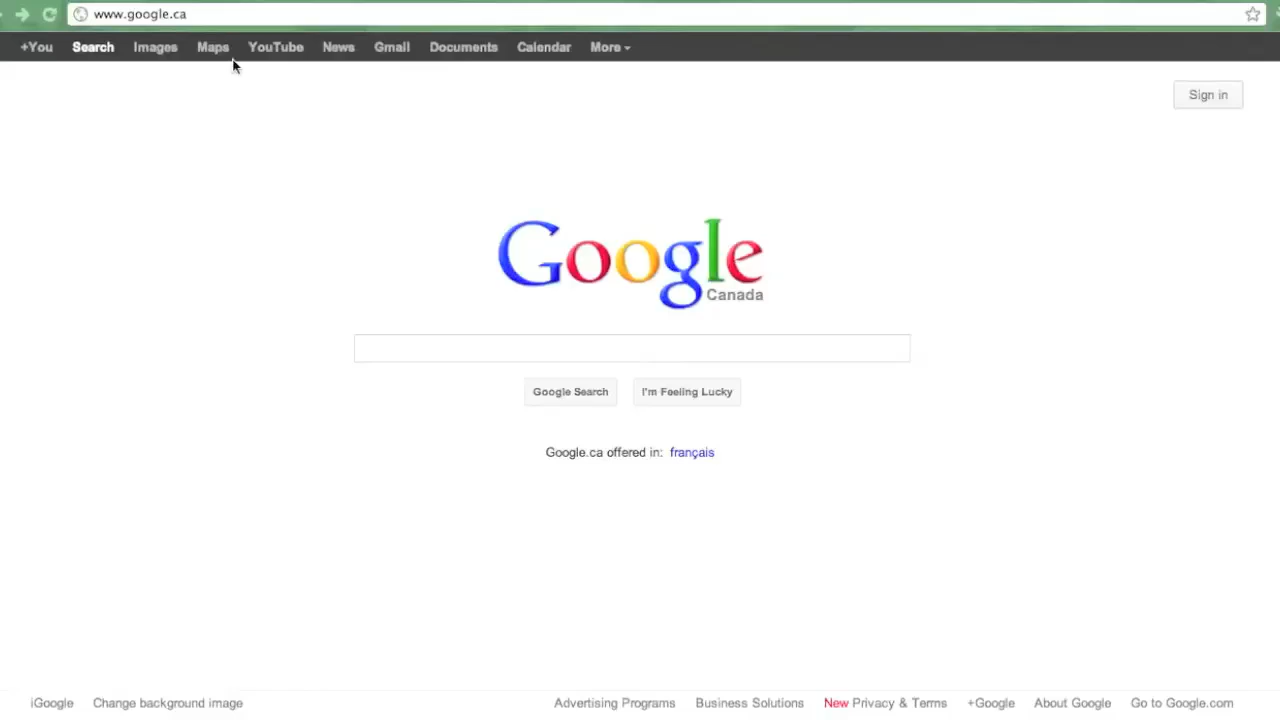 www.google.ca
+You Search Images Maps YouTube News Gmail Documents Calendar More
Sign in
Google
Canada
Google Search I'm Feeling Lucky
Google.ca offered in: français
iGoogle Change background image Advertising Programs Business Solutions New Privacy & Terms +Google About Google Go to Google.com